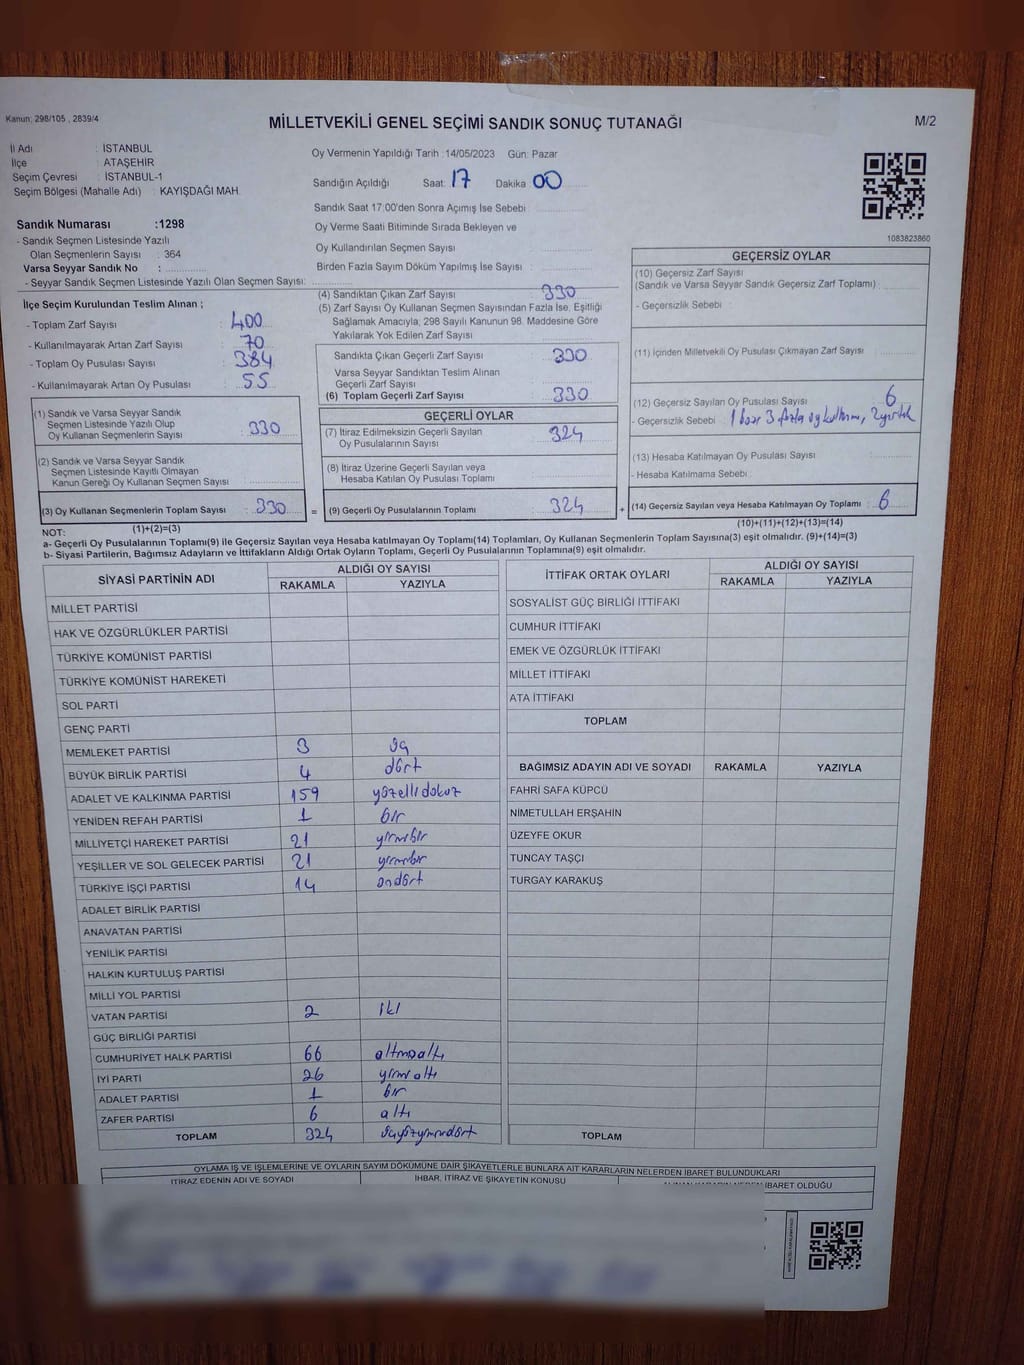 Kanun: 298/105 , 2839/4
MİLLETVEKİLİ GENEL SEÇİMİ SANDIK SONUÇ TUTANAĞI
M/2
İl Adı : İSTANBUL
İlçe : ATAŞEHİR
Seçim Çevresi : İSTANBUL-1
Seçim Bölgesi (Mahalle Adı) : KAYIŞDAĞI MAH.
Oy Vermenin Yapıldığı Tarih :14/05/2023 Gün: Pazar
Sandığın Açıldığı Saat: 17 Dakika: 00
Sandık Saat 17:00'den Sonra Açımış İse Sebebi :
Sandık Numarası :1298
- Sandık Seçmen Listesinde Yazılı
Olan Seçmenlerin Sayısı : 364
Varsa Seyyar Sandık No :
- Seyyar Sandık Seçmen Listesinde Yazılı Olan Seçmen Sayısı:
Oy Verme Saati Bitiminde Sırada Bekleyen ve
Oy Kullandırılan Seçmen Sayısı :
Birden Fazla Sayım Döküm Yapılmış İse Sayısı :
1083823860
İlçe Seçim Kurulundan Teslim Alınan ;
- Toplam Zarf Sayısı : 400
- Kullanılmayarak Artan Zarf Sayısı : 70
- Toplam Oy Pusulası Sayısı : 384
- Kullanılmayarak Artan Oy Pusulası : 55
(1) Sandık ve Varsa Seyyar Sandık
Seçmen Listesinde Yazılı Olup
Oy Kullanan Seçmenlerin Sayısı : 330
(2) Sandık ve Varsa Seyyar Sandık
Seçmen Listesinde Kayıtlı Olmayan
Kanun Gereği Oy Kullanan Seçmen Sayısı :
(3) Oy Kullanan Seçmenlerin Toplam Sayısı : 330
(1)+(2)=(3)
(4) Sandıktan Çıkan Zarf Sayısı : 330
(5) Zarf Sayısı Oy Kullanan Seçmen Sayısından Fazla İse, Eşitliği
Sağlamak Amacıyla, 298 Sayılı Kanunun 98. Maddesine Göre
Yakılarak Yok Edilen Zarf Sayısı :
Sandıkta Çıkan Geçerli Zarf Sayısı : 330
Varsa Seyyar Sandıktan Teslim Alınan
Geçerli Zarf Sayısı :
(6) Toplam Geçerli Zarf Sayısı : 330
GEÇERLİ OYLAR
(7) İtiraz Edilmeksizin Geçerli Sayılan
Oy Pusulalarının Sayısı : 324
(8) İtiraz Üzerine Geçerli Sayılan veya
Hesaba Katılan Oy Pusulası Toplamı :
= (9) Geçerli Oy Pusulalarının Toplamı : 324
GEÇERSİZ OYLAR
(10) Geçersiz Zarf Sayısı
(Sandık ve Varsa Seyyar Sandık Geçersiz Zarf Toplamı) :
- Geçersizlik Sebebi :
(11) İçinden Milletvekili Oy Pusulası Çıkmayan Zarf Sayısı :
(12) Geçersiz Sayılan Oy Pusulası Sayısı : 6
- Geçersizlik Sebebi : 1 boş 3 fazla oy kullanma, 2 yırtık
(13) Hesaba Katılmayan Oy Pusulası Sayısı :
- Hesaba Katılmama Sebebi :
+ (14) Geçersiz Sayılan veya Hesaba Katılmayan Oy Toplamı : 6
(10)+(11)+(12)+(13)=(14)
NOT:
a- Geçerli Oy Pusulalarının Toplamı(9) ile Geçersiz Sayılan veya Hesaba katılmayan Oy Toplamı(14) Toplamları, Oy Kullanan Seçmenlerin Toplam Sayısına(3) eşit olmalıdır. (9)+(14)=(3)
b- Siyasi Partilerin, Bağımsız Adayların ve İttifakların Aldığı Ortak Oyların Toplamı, Geçerli Oy Pusulalarının Toplamına(9) eşit olmalıdır.
SİYASİ PARTİNİN ADI ALDIĞI OY SAYISI
RAKAMLA YAZIYLA
MİLLET PARTİSİ
HAK VE ÖZGÜRLÜKLER PARTİSİ
TÜRKİYE KOMÜNİST PARTİSİ
TÜRKİYE KOMÜNİST HAREKETİ
SOL PARTİ
GENÇ PARTİ
MEMLEKET PARTİSİ 3 üç
BÜYÜK BİRLİK PARTİSİ 4 dört
ADALET VE KALKINMA PARTİSİ 159 yüzellidokuz
YENİDEN REFAH PARTİSİ 1 bir
MİLLİYETÇİ HAREKET PARTİSİ 21 yirmibir
YEŞİLLER VE SOL GELECEK PARTİSİ 21 yirmibir
TÜRKİYE İŞÇİ PARTİSİ 14 ondört
ADALET BİRLİK PARTİSİ
ANAVATAN PARTİSİ
YENİLİK PARTİSİ
HALKIN KURTULUŞ PARTİSİ
MİLLİ YOL PARTİSİ
VATAN PARTİSİ 2 iki
GÜÇ BİRLİĞİ PARTİSİ
CUMHURİYET HALK PARTİSİ 66 altmışaltı
İYİ PARTİ 26 yirmialtı
ADALET PARTİSİ 1 bir
ZAFER PARTİSİ 6 altı
TOPLAM 324 üçyüzyirmidört
İTTİFAK ORTAK OYLARI ALDIĞI OY SAYISI
RAKAMLA YAZIYLA
SOSYALİST GÜÇ BİRLİĞİ İTTİFAKI
CUMHUR İTTİFAKI
EMEK VE ÖZGÜRLÜK İTTİFAKI
MİLLET İTTİFAKI
ATA İTTİFAKI
TOPLAM
BAĞIMSIZ ADAYIN ADI VE SOYADI RAKAMLA YAZIYLA
FAHRİ SAFA KÜPCÜ
NİMETULLAH ERŞAHİN
ÜZEYFE OKUR
TUNCAY TAŞÇI
TURGAY KARAKUŞ
TOPLAM
OYLAMA İŞ VE İŞLEMLERİNE VE OYLARIN SAYIM DÖKÜMÜNE DAİR ŞİKAYETLERLE BUNLARA AİT KARARLARIN NELERDEN İBARET BULUNDUKLARI
İTİRAZ EDENİN ADI VE SOYADI İHBAR, İTİRAZ VE ŞİKAYETİN KONUSU İBARET OLDUĞU